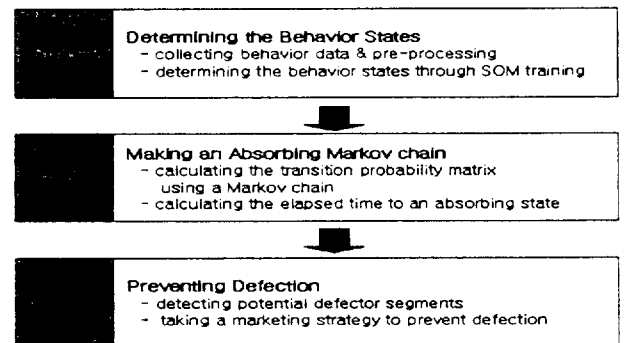 Determining the Behavior States
- collecting behavior data & pre-processing
- determining the behavior states through SOM training
Making an Absorbing Markov chain
- calculating the transition probability matrix
using a Markov chain
- calculating the elapsed time to an absorbing state
Preventing Defection
- detecting potential defector segments
- taking a marketing strategy to prevent defection